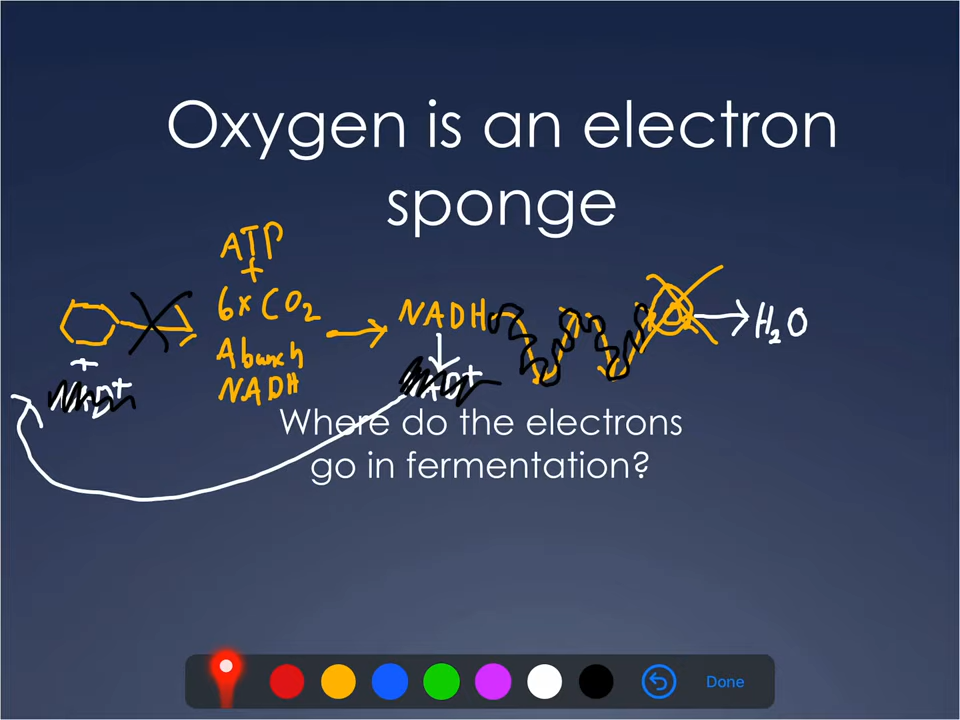 Oxygen is an electron
sponge
ATP
+
6x CO2
A bunch
NADH
+
NADH
H2O
Where do the electrons
go in fermentation?
Done